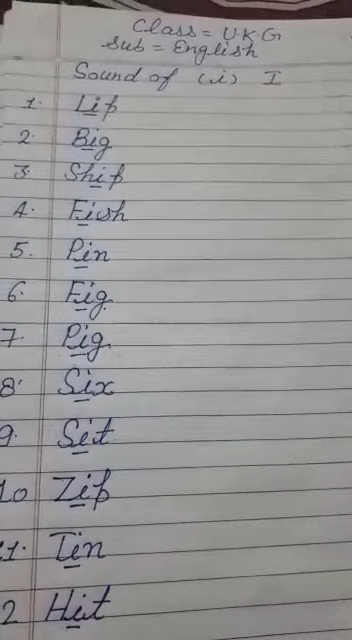 Class = U.K.G
Sub = English
Sound of (i) I
1. Lip
2. Big
3. Ship
4. Fish
5. Pin
6. Fig
7. Pig
8. Six
9. Sit
10 Zip
11. Tin
2 Hit